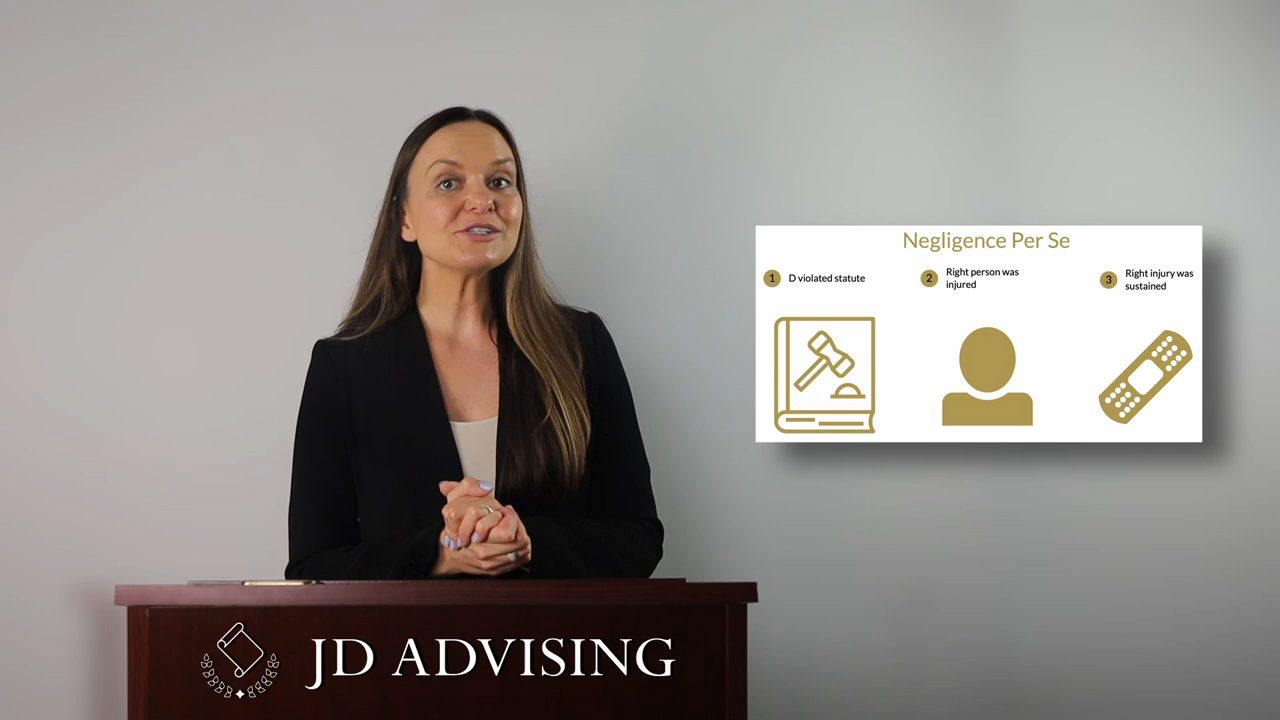 Negligence Per Se
1 D violated statute
2 Right person was
injured
3 Right injury was
sustained
JD ADVISING